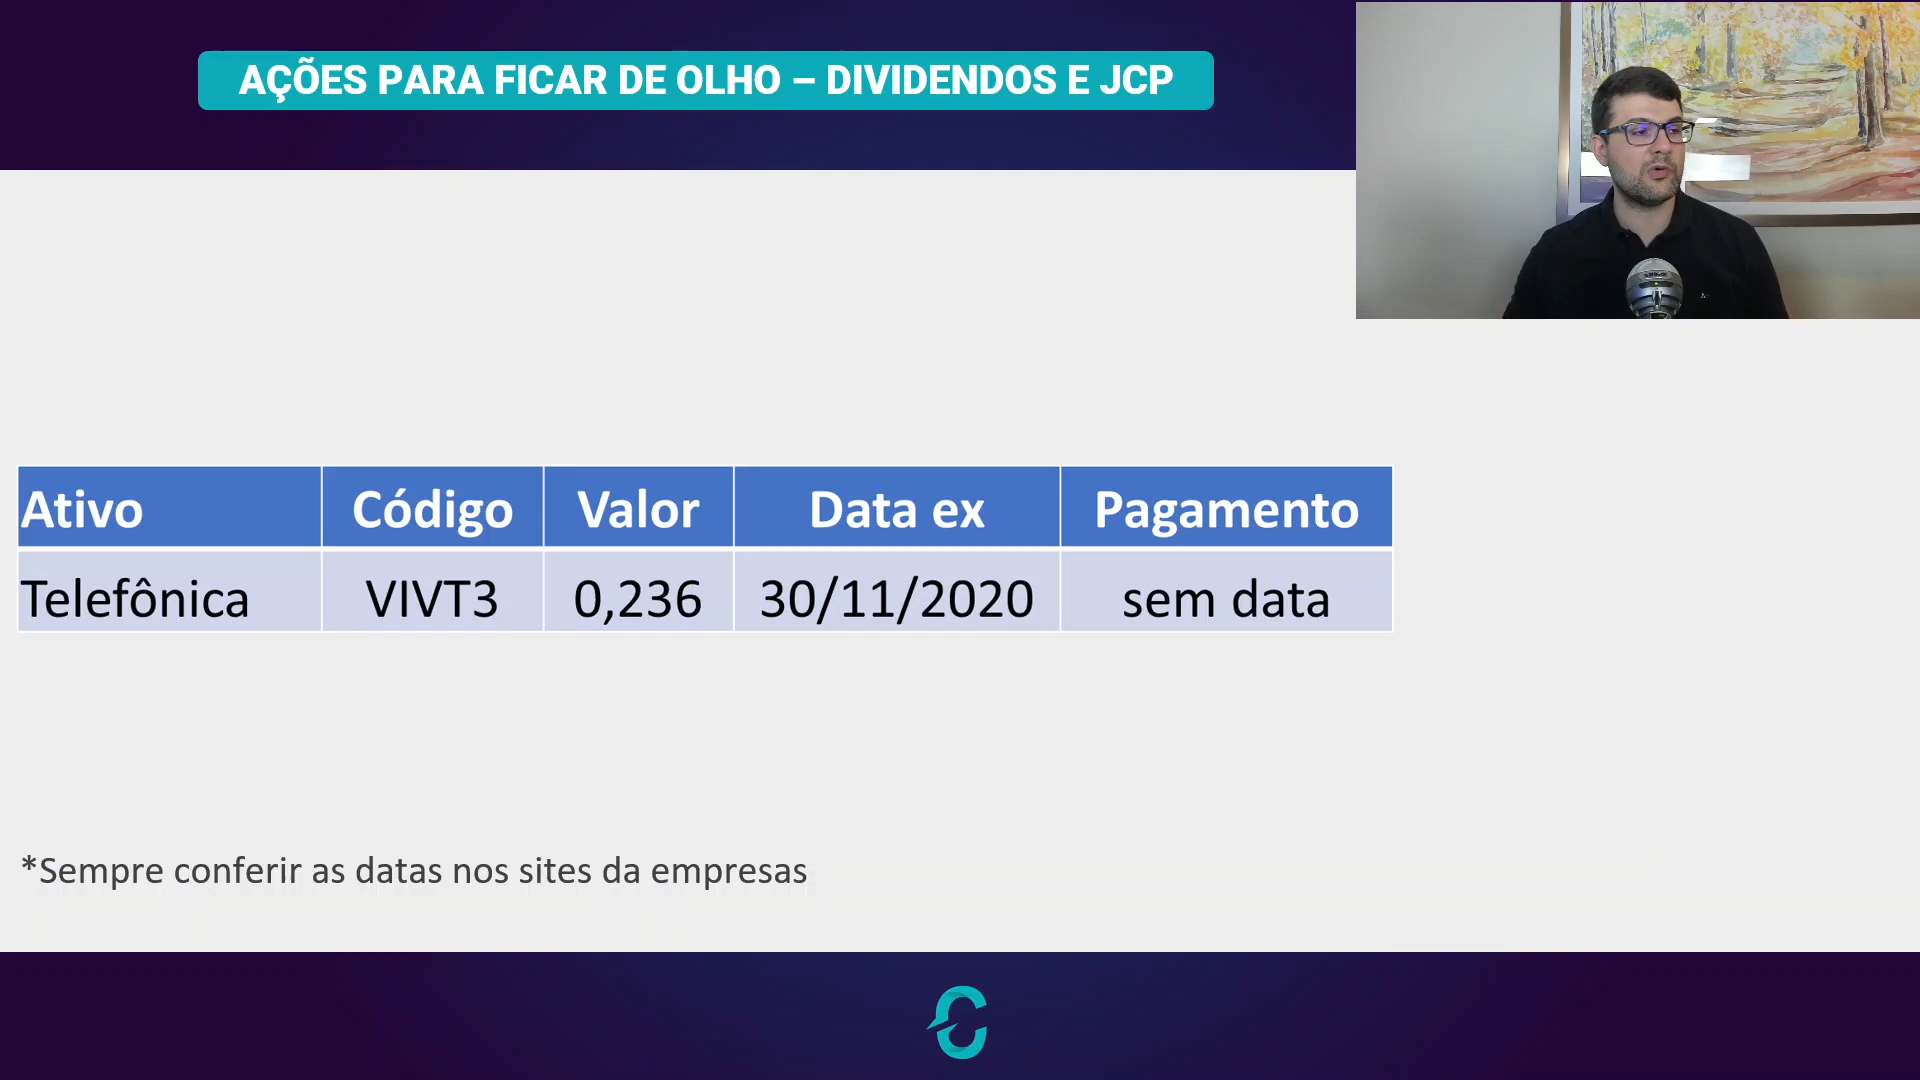 AÇÕES PARA FICAR DE OLHO – DIVIDENDOS E JCP
Ativo Código Valor Data ex Pagamento
Telefônica VIVT3 0,236 30/11/2020 sem data
*Sempre conferir as datas nos sites da empresas